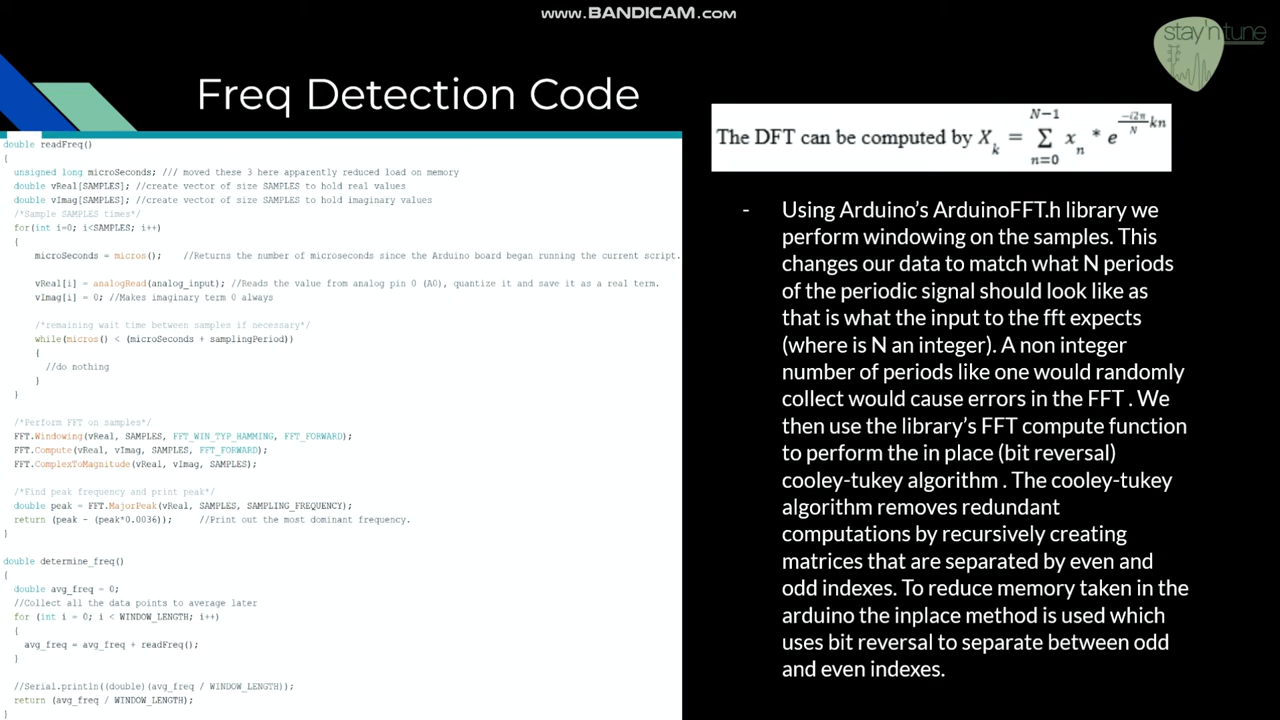 www.BANDICAM.com
stay'n tune
Freq Detection Code
double readFreq()
{
unsigned long microSeconds; /// moved these 3 here apparently reduced load on memory
double vReal[SAMPLES]; //create vector of size SAMPLES to hold real values
double vImag[SAMPLES]; //create vector of size SAMPLES to hold imaginary values
/*Sample SAMPLES times*/
for(int i=0; i<SAMPLES; i++)
{
microSeconds = micros(); //Returns the number of microseconds since the Arduino board began running the current script.
vReal[i] = analogRead(analog_input); //Reads the value from analog pin 0 (A0), quantize it and save it as a real term.
vImag[i] = 0; //Makes imaginary term 0 always
/*remaining wait time between samples if necessary*/
while(micros() < (microSeconds + samplingPeriod))
{
//do nothing
}
}
/*Perform FFT on samples*/
FFT.Windowing(vReal, SAMPLES, FFT_WIN_TYP_HAMMING, FFT_FORWARD);
FFT.Compute(vReal, vImag, SAMPLES, FFT_FORWARD);
FFT.ComplexToMagnitude(vReal, vImag, SAMPLES);
/*Find peak frequency and print peak*/
double peak = FFT.MajorPeak(vReal, SAMPLES, SAMPLING_FREQUENCY);
return (peak - (peak*0.0036)); //Print out the most dominant frequency.
}
double determine_freq()
{
double avg_freq = 0;
//Collect all the data points to average later
for (int i = 0; i < WINDOW_LENGTH; i++)
{
avg_freq = avg_freq + readFreq();
}
//Serial.println((double)(avg_freq / WINDOW_LENGTH));
return (avg_freq / WINDOW_LENGTH);
}
The DFT can be computed by X_k = Σ_{n=0}^{N-1} x_n * e^{\frac{-i2π}{N}kn}
- Using Arduino's ArduinoFFT.h library we
perform windowing on the samples. This
changes our data to match what N periods
of the periodic signal should look like as
that is what the input to the fft expects
(where is N an integer). A non integer
number of periods like one would randomly
collect would cause errors in the FFT . We
then use the library's FFT compute function
to perform the in place (bit reversal)
cooley-tukey algorithm . The cooley-tukey
algorithm removes redundant
computations by recursively creating
matrices that are separated by even and
odd indexes. To reduce memory taken in the
arduino the inplace method is used which
uses bit reversal to separate between odd
and even indexes.